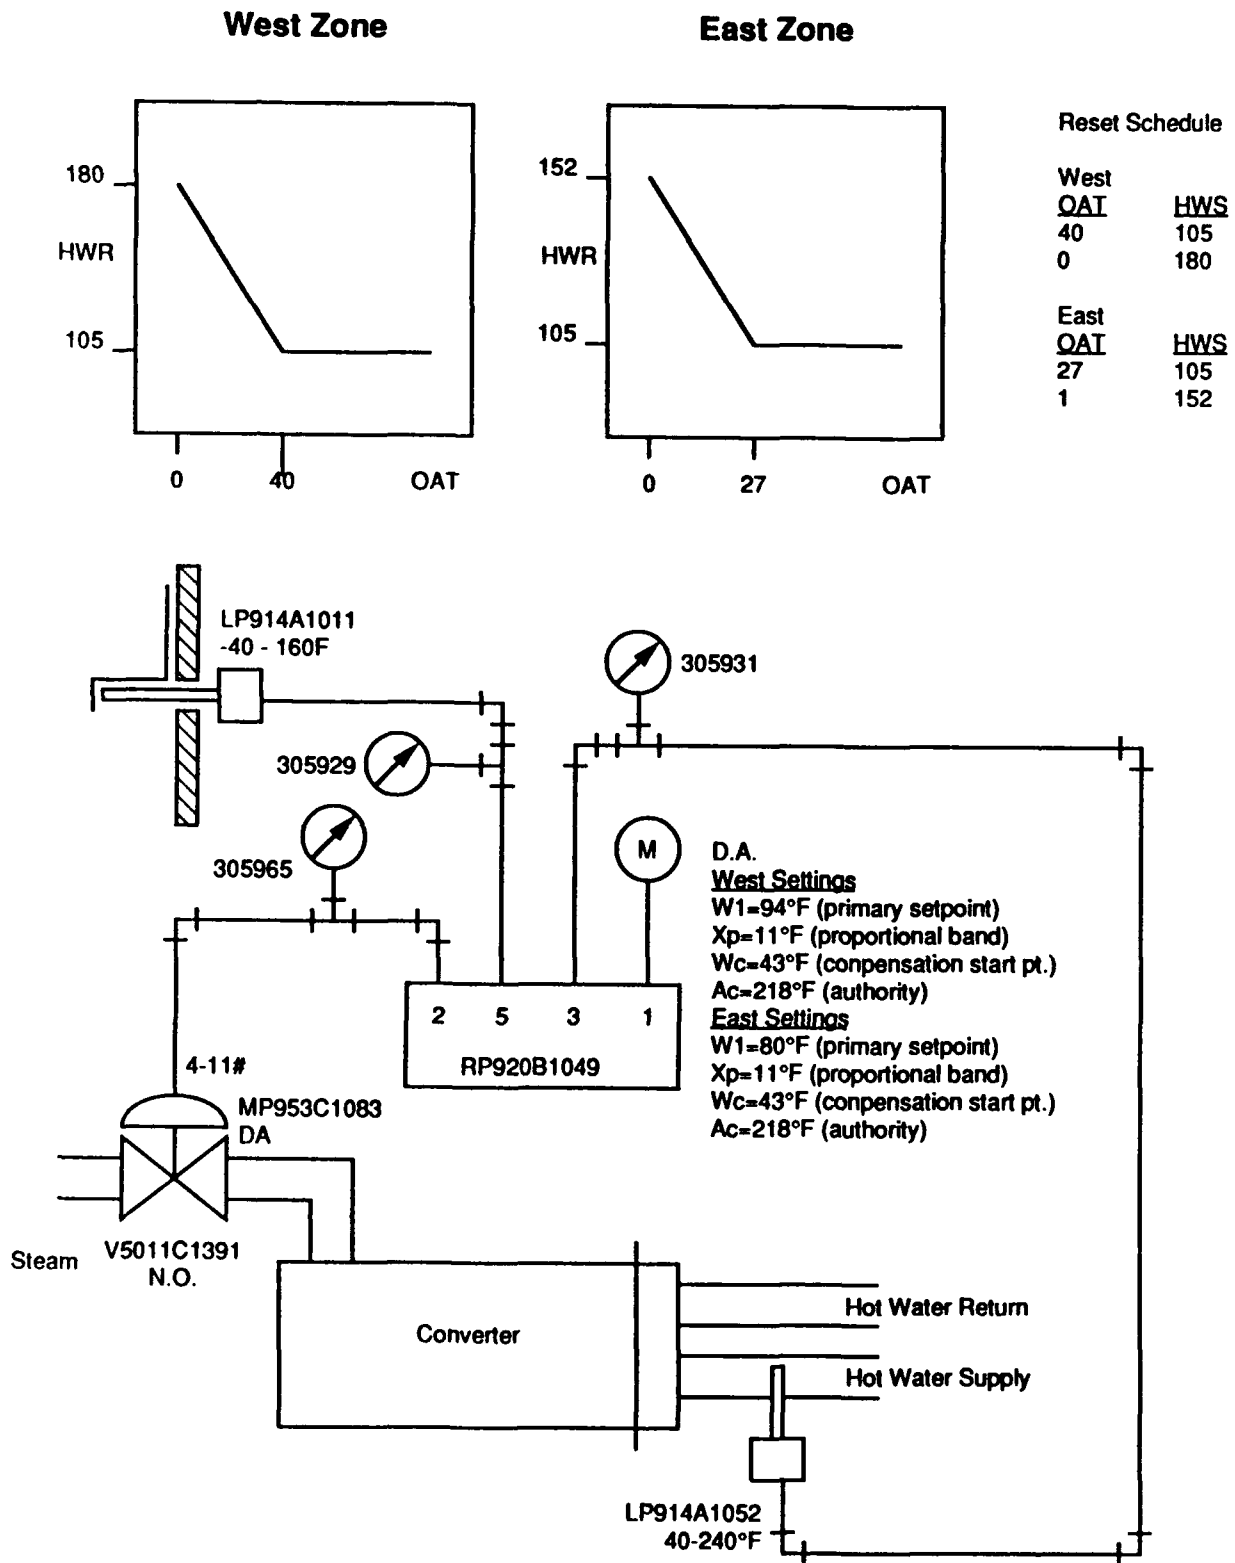 West Zone
East Zone
180
HWR
105
0
40
OAT
152
HWR
105
0
27
OAT
Reset Schedule
West
OAT HWS
40 105
0 180
East
OAT HWS
27 105
1 152
LP914A1011
-40 - 160F
305931
305929
305965
M
D.A.
West Settings
W1=94°F (primary setpoint)
Xp=11°F (proportional band)
Wc=43°F (conpensation start pt.)
Ac=218°F (authority)
East Settings
W1=80°F (primary setpoint)
Xp=11°F (proportional band)
Wc=43°F (conpensation start pt.)
Ac=218°F (authority)
2 5 3 1
RP920B1049
4-11#
MP953C1083
DA
Steam
V5011C1391
N.O.
Converter
Hot Water Return
Hot Water Supply
LP914A1052
40-240°F